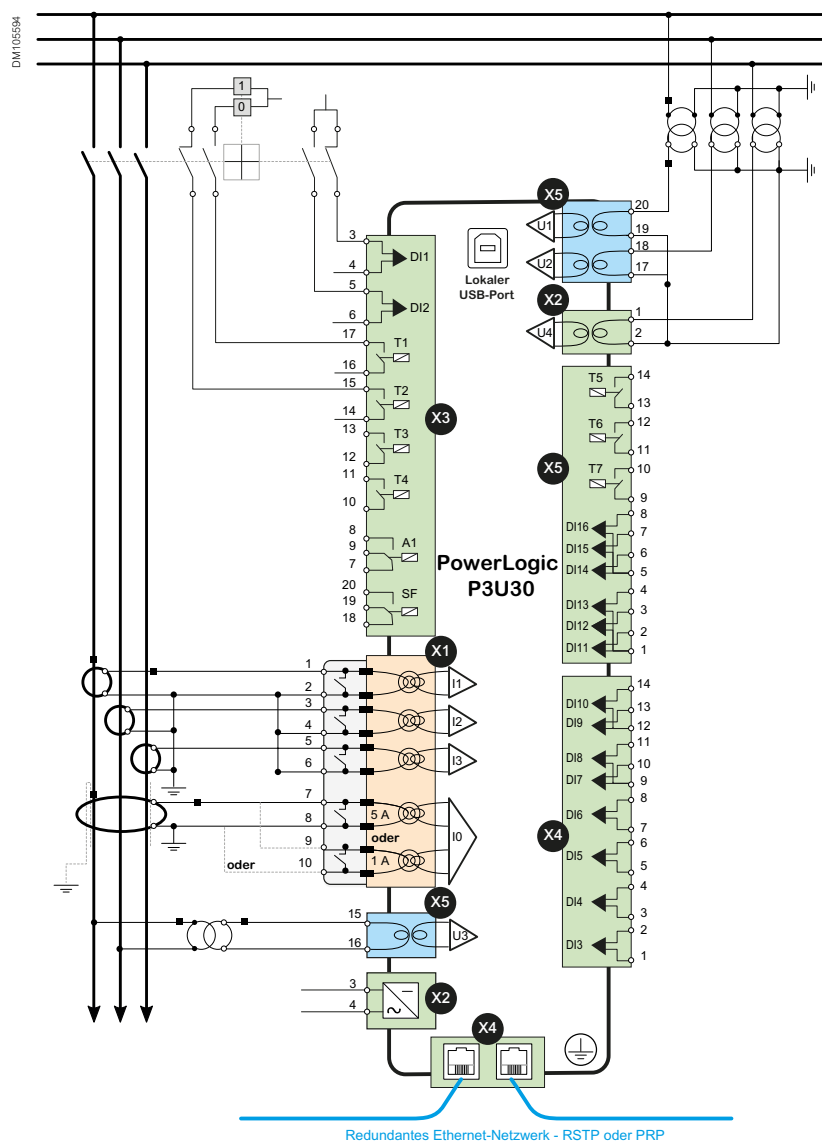 DM105594
1
0
X5
20
U1
19
18
U2
17
Lokaler
USB-Port
X2
1
U4
2
3
DI1
4
5
DI2
6
17
T1
16
15
T2
14
13
T3
12
11
T4
10
X3
8
9
A1
7
20
19
SF
18
T5
14
13
T6
12
11
T7
10
9
X5
8
DI16
7
DI15
6
DI14
5
4
DI13
3
DI12
2
DI11
1
PowerLogic
P3U30
X1
1
I1
2
3
I2
4
5
I3
6
7
5 A
8
oder
I0
9
1 A
10
oder
14
DI10
13
DI9
12
11
DI8
10
DI7
9
8
DI6
7
X4
6
DI5
5
4
DI4
3
2
DI3
1
X5
15
U3
16
X2
3
4
X4
Redundantes Ethernet-Netzwerk - RSTP oder PRP